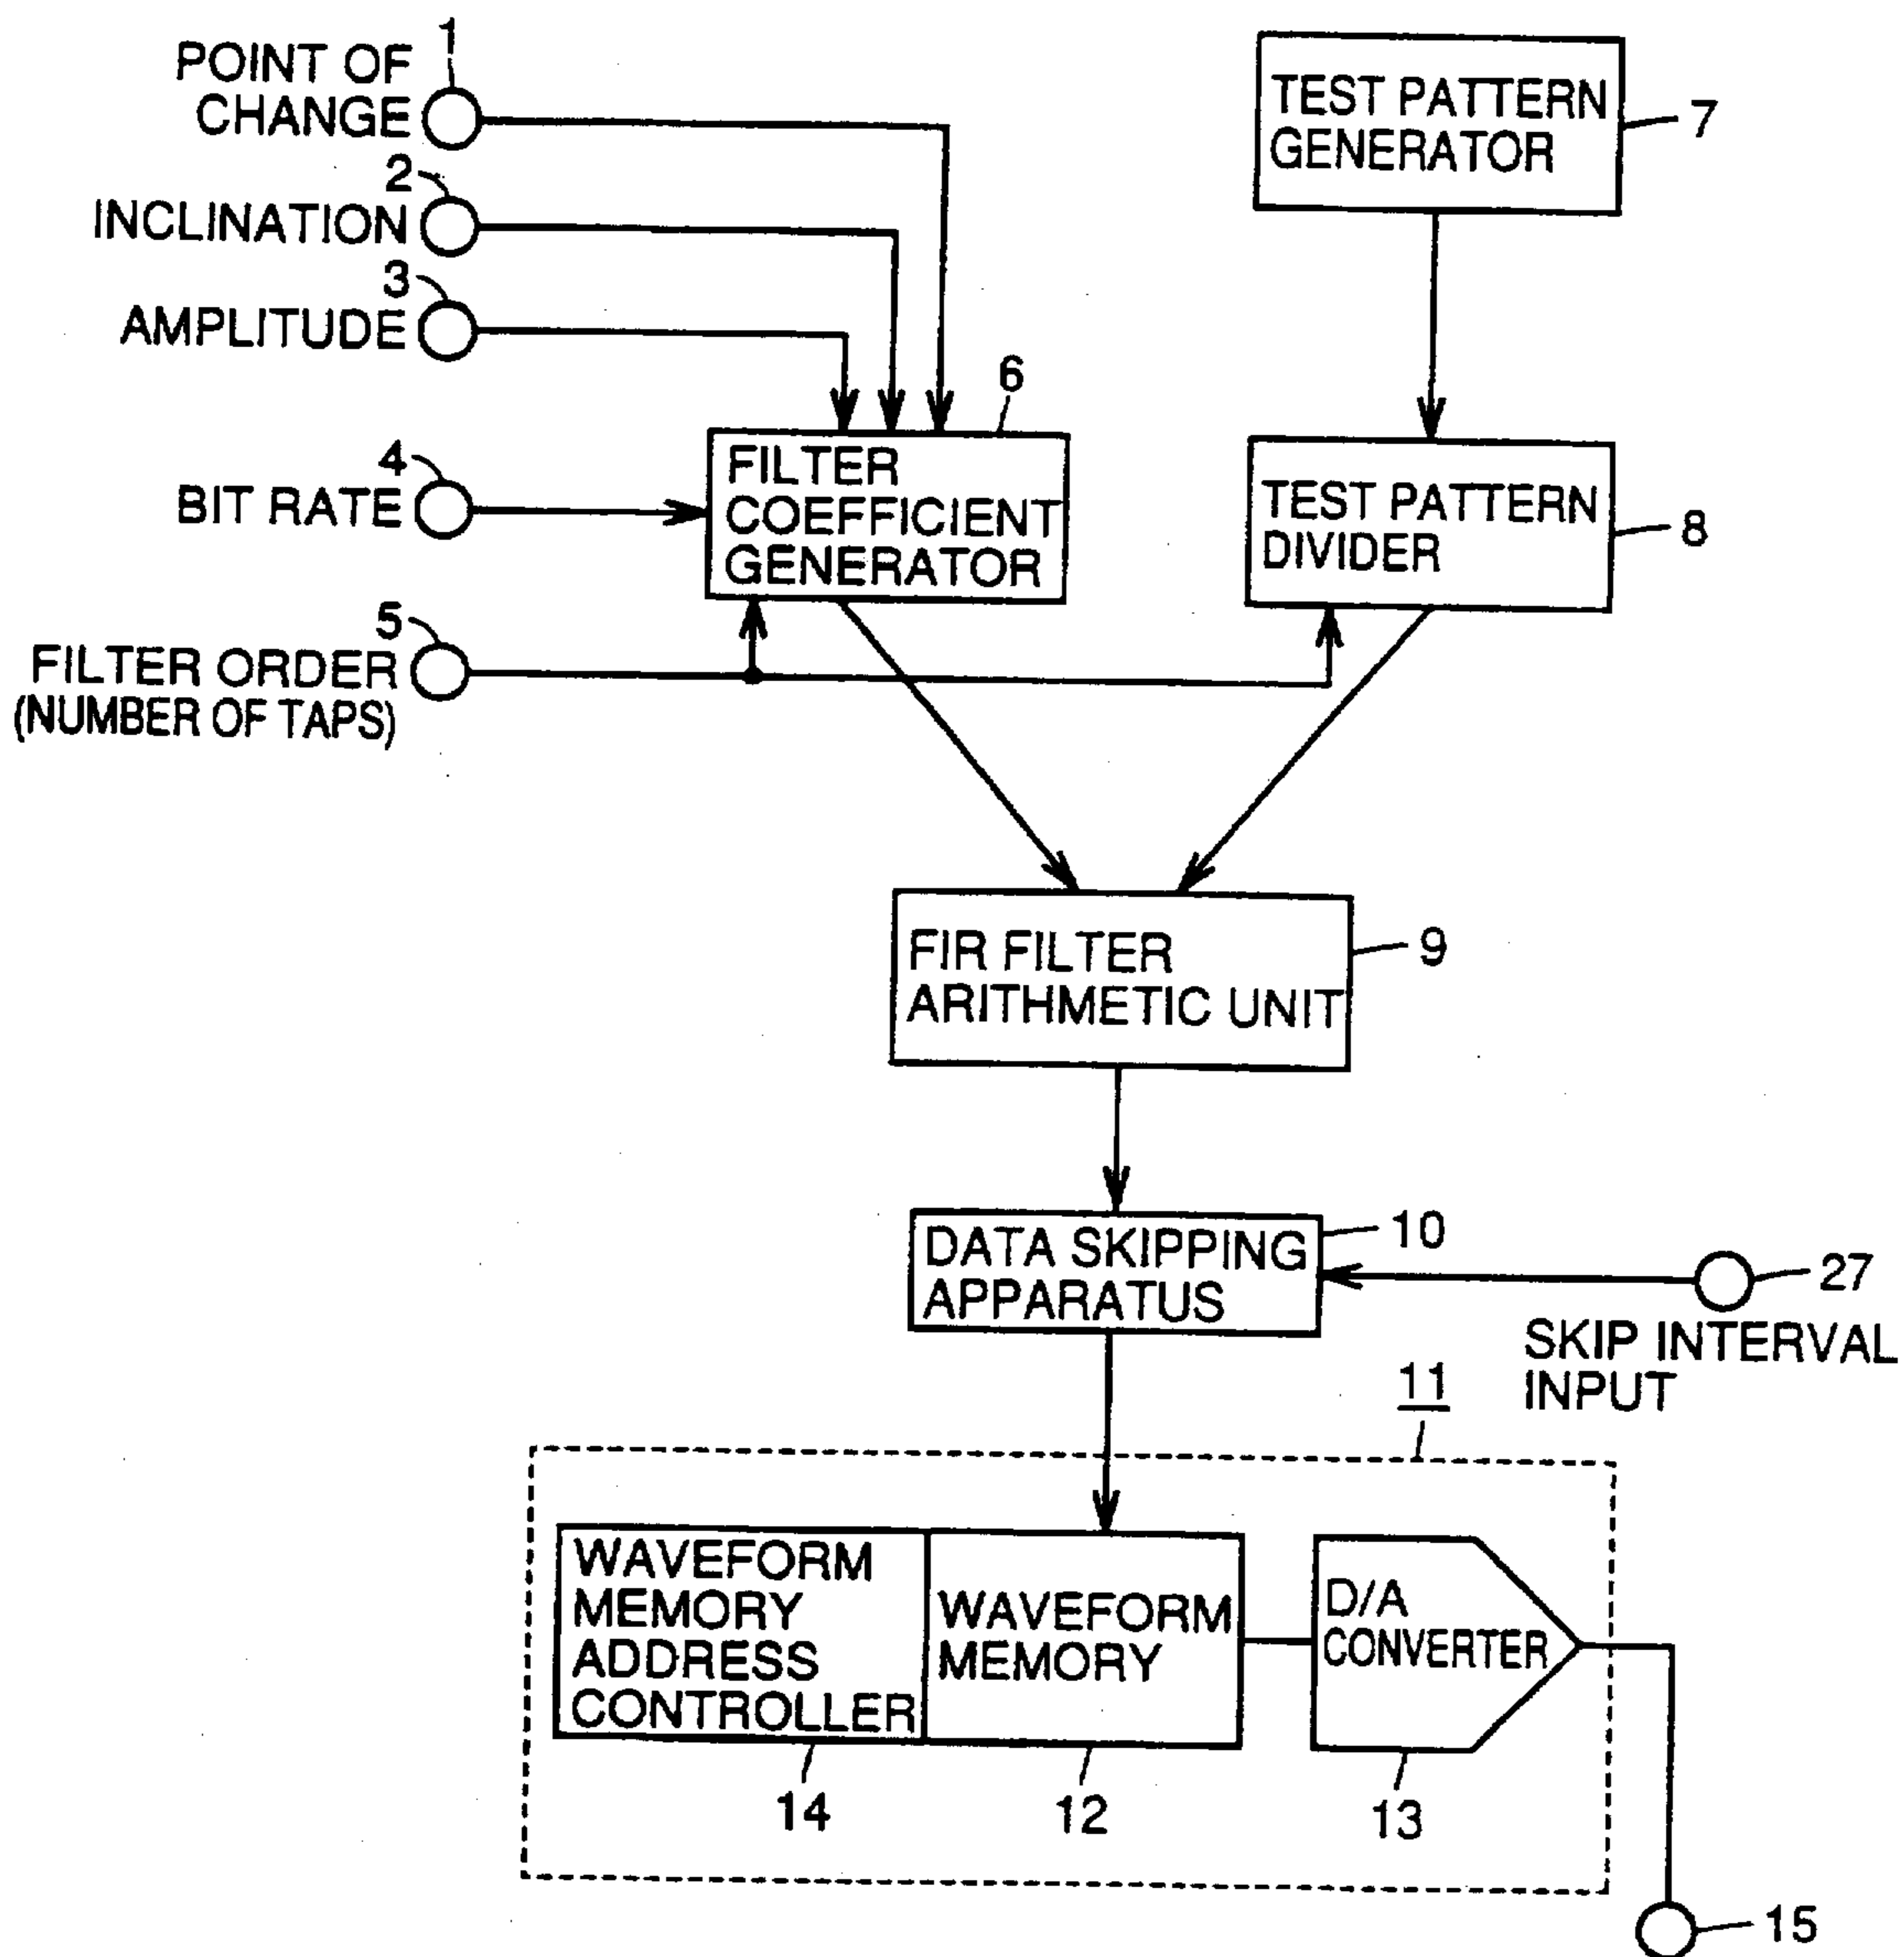 1
POINT OF
CHANGE
2
INCLINATION
3
AMPLITUDE
4
BIT RATE
5
FILTER ORDER
(NUMBER OF TAPS)
6
FILTER
COEFFICIENT
GENERATOR
TEST PATTERN
GENERATOR
7
TEST PATTERN
DIVIDER
8
FIR FILTER
ARITHMETIC UNIT
9
DATA SKIPPING
APPARATUS
10
27
SKIP INTERVAL
INPUT
11
WAVEFORM
MEMORY
ADDRESS
CONTROLLER
WAVEFORM
MEMORY
D/A
CONVERTER
14
12
13
15